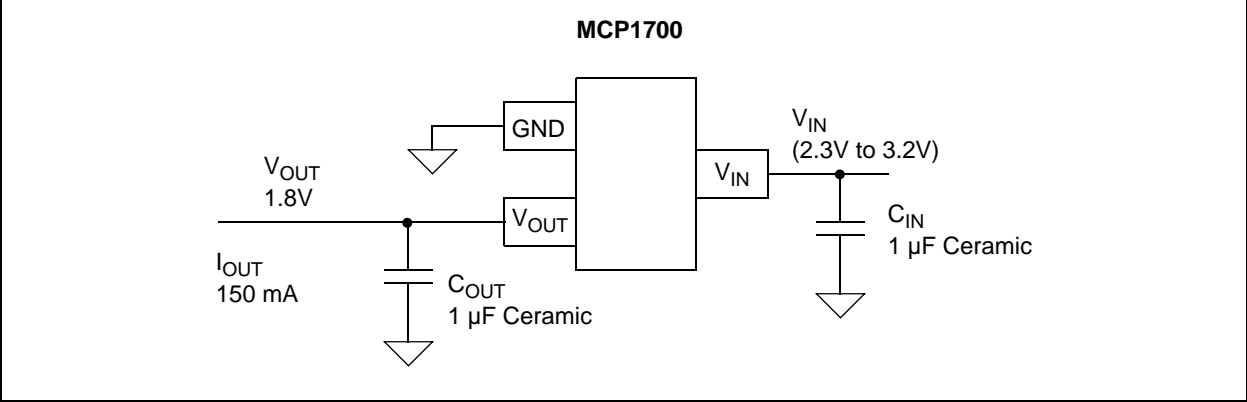 MCP1700
GND
VIN
(2.3V to 3.2V)
VOUT
1.8V
VIN
VOUT
CIN
1 µF Ceramic
IOUT
150 mA
COUT
1 µF Ceramic